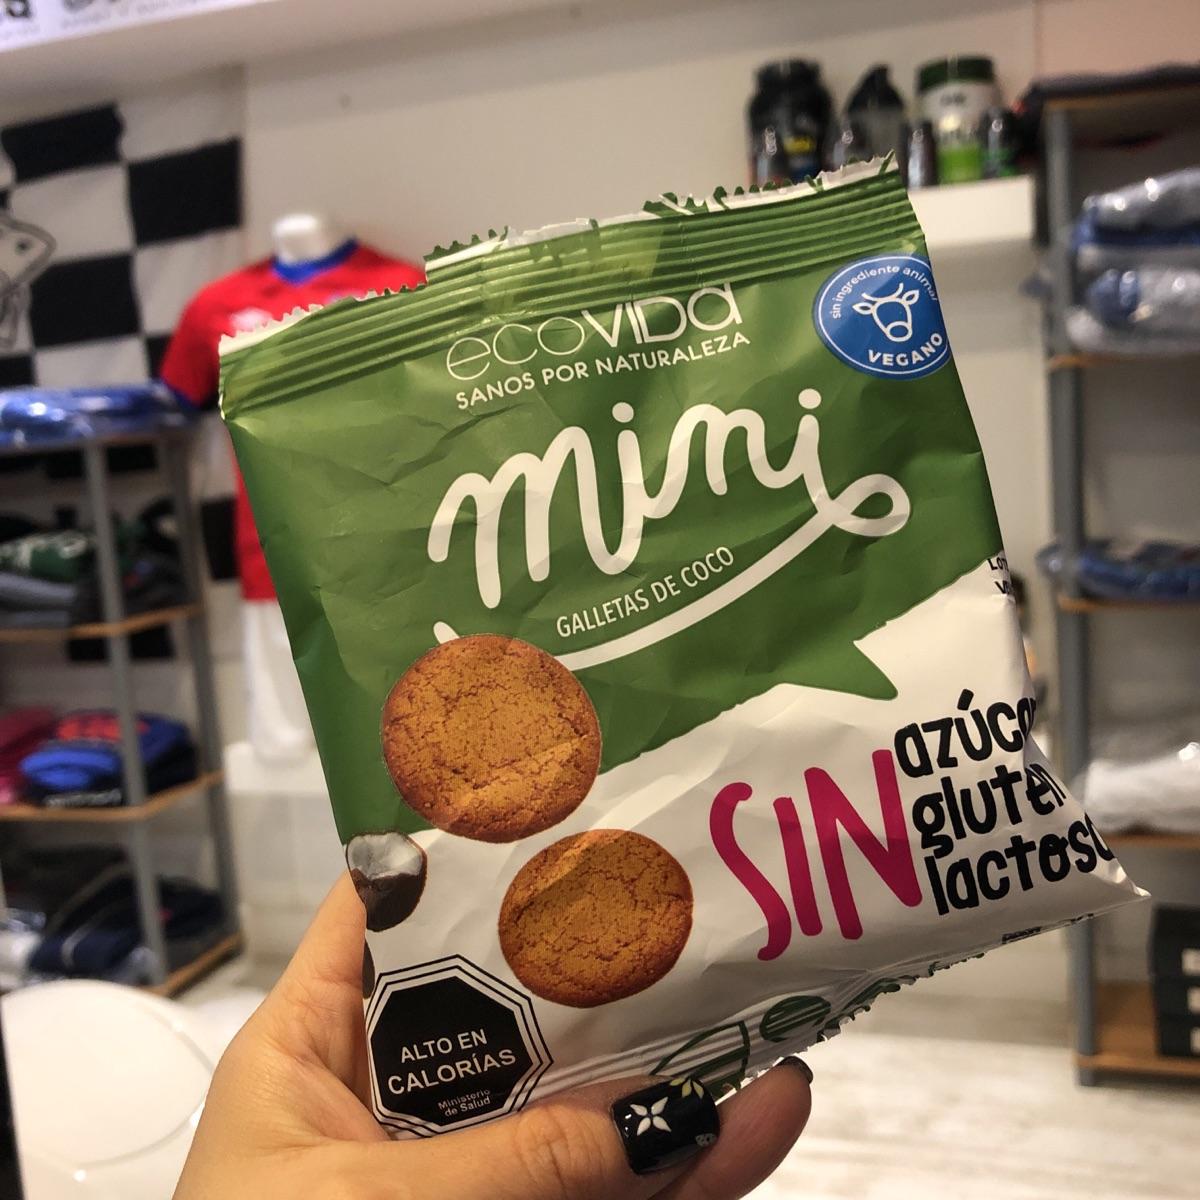 ecoVIDa
SANOS POR NATURALEZA
sin ingrediente animal
VEGANO
mini
GALLETAS DE COCO
SIN
azúca
gluten
lactosa
ALTO EN
CALORÍAS
Ministerio
de Salud